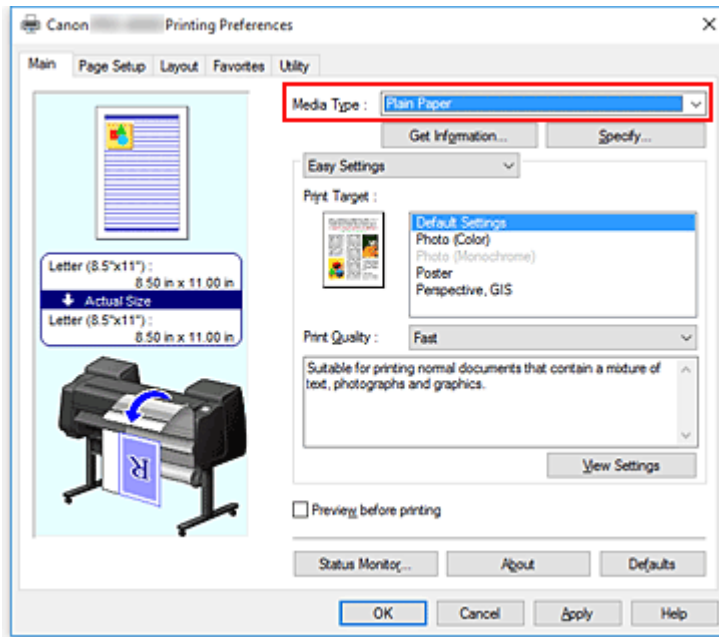 Canon Printing Preferences
Main Page Setup Layout Favorites Utility
Media Type : Plain Paper
Get Information... Specify...
Easy Settings
Print Target :
Default Settings
Photo (Color)
Photo (Monochrome)
Poster
Perspective, GIS
Letter (8.5"x11") :
8.50 in x 11.00 in
Actual Size
Letter (8.5"x11") :
8.50 in x 11.00 in
Print Quality : Fast
Suitable for printing normal documents that contain a mixture of
text, photographs and graphics.
R
View Settings
Preview before printing
Status Monitor... About Defaults
OK Cancel Apply Help